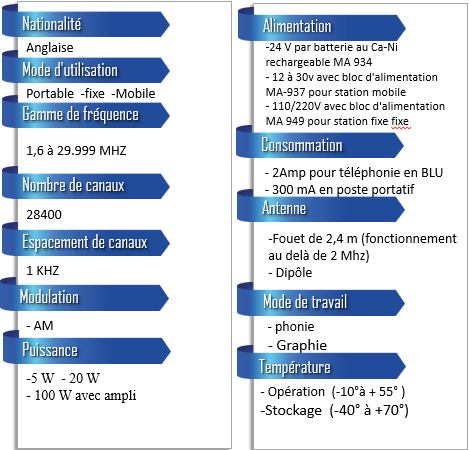 Nationalité
Anglaise
Mode d'utilisation
Portable -fixe -Mobile
Gamme de fréquence
1,6 à 29.999 MHZ
Nombre de canaux
28400
Espacement de canaux
1 KHZ
Modulation
- AM
Puissance
-5 W - 20 W
- 100 W avec ampli
Alimentation
-24 V par batterie au Ca-Ni
rechargeable MA 934
- 12 à 30v avec bloc d'alimentation
MA-937 pour station mobile
- 110/220V avec bloc d'alimentation
MA 949 pour station fixe fixe
Consommation
- 2Amp pour téléphonie en BLU
- 300 mA en poste portatif
Antenne
-Fouet de 2,4 m (fonctionnement
au delà de 2 Mhz)
- Dipôle
Mode de travail
- phonie
- Graphie
Température
- Opération (-10°à + 55° )
-Stockage (-40° à +70°)